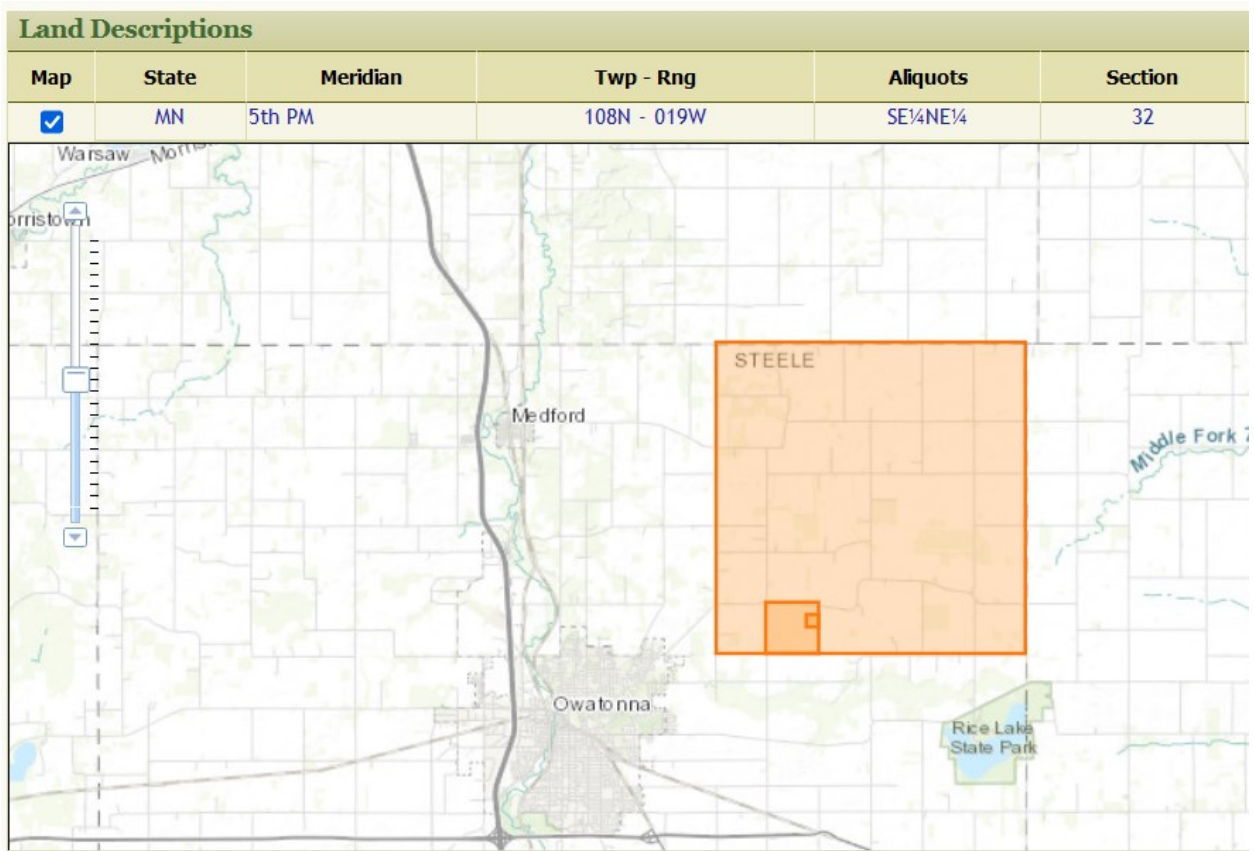 Land Descriptions
Map State Meridian Twp - Rng Aliquots Section
MN 5th PM 108N - 019W SE¼NE¼ 32
Warsaw
orristown
STEELE
Medford
Middle Fork
Owatonna
Rice Lake
State Park